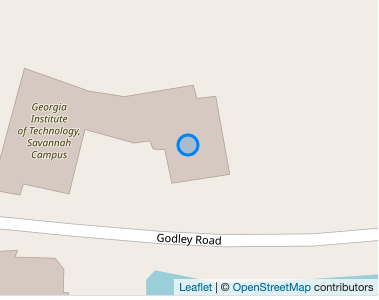 Georgia
Institute
of Technology,
Savannah
Campus
Godley Road
Leaflet | © OpenStreetMap contributors